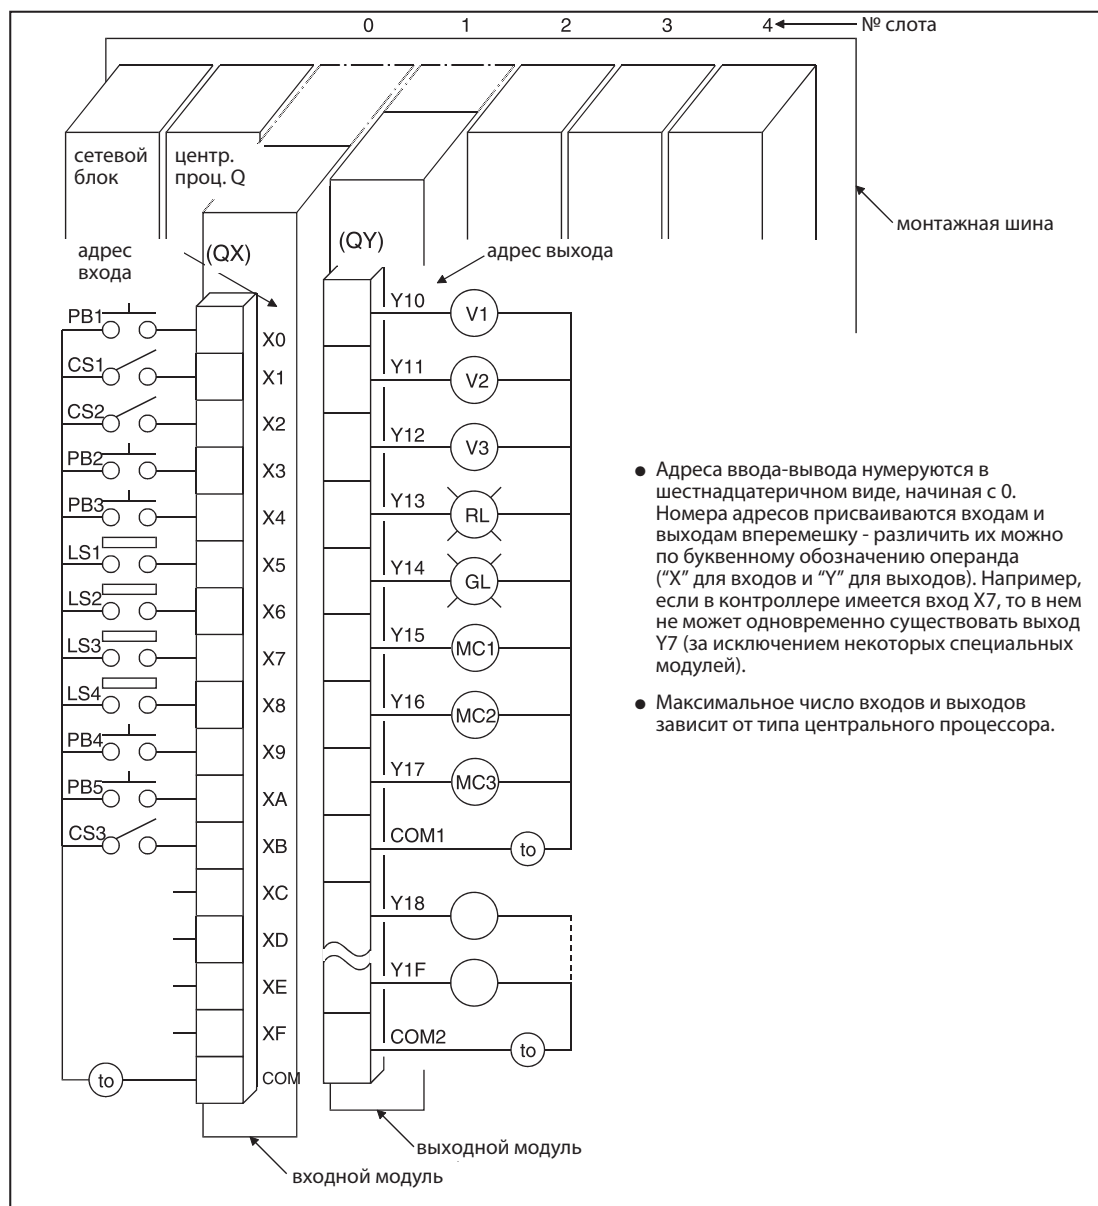 0 1 2 3 4 № слота
сетевой
блок
центр.
проц. Q
монтажная шина
адрес
входа
(QX)
(QY)
адрес выхода
PB1 X0
CS1 X1
CS2 X2
PB2 X3
PB3 X4
LS1 X5
LS2 X6
LS3 X7
LS4 X8
PB4 X9
PB5 XA
CS3 XB
XC
XD
XE
XF
to COM
Y10 V1
Y11 V2
Y12 V3
Y13 RL
Y14 GL
Y15 MC1
Y16 MC2
Y17 MC3
COM1 to
Y18
Y1F
COM2 to
выходной модуль
входной модуль
● Адреса ввода-вывода нумеруются в
шестнадцатеричном виде, начиная с 0.
Номера адресов присваиваются входам и
выходам вперемешку - различить их можно
по буквенному обозначению операнда
(“X” для входов и “Y” для выходов). Например,
если в контроллере имеется вход X7, то в нем
не может одновременно существовать выход
Y7 (за исключением некоторых специальных
модулей).
● Максимальное число входов и выходов
зависит от типа центрального процессора.